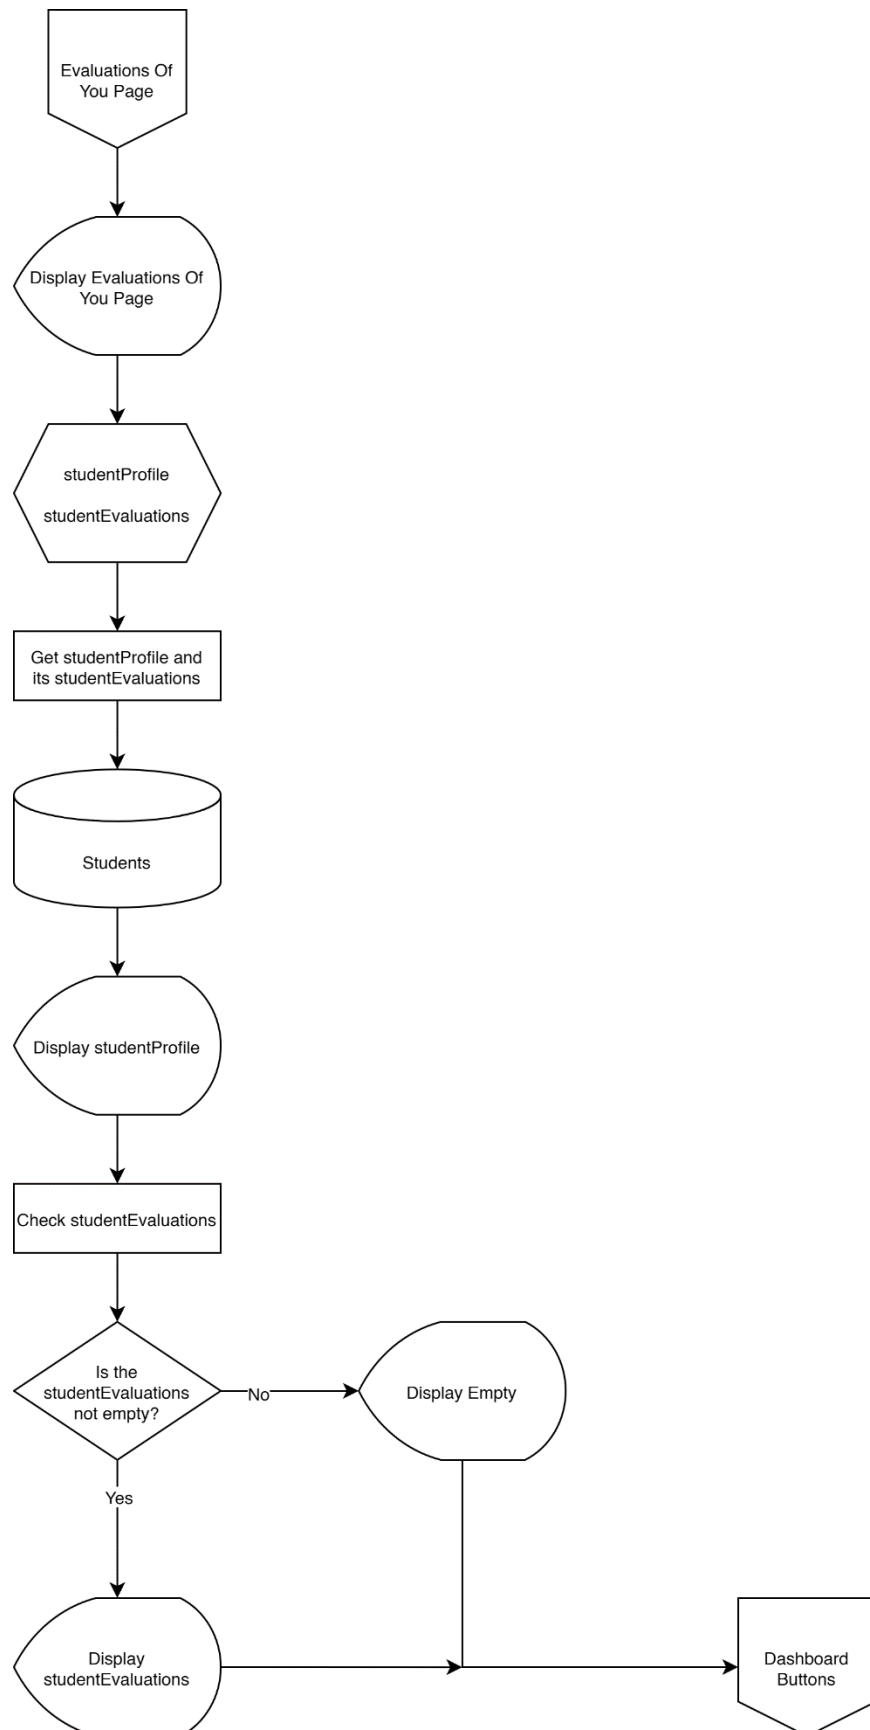 Evaluations Of
You Page
Display Evaluations Of
You Page
studentProfile
studentEvaluations
Get studentProfile and
its studentEvaluations
Students
Display studentProfile
Check studentEvaluations
Is the
studentEvaluations
not empty?
No
Display Empty
Yes
Display
studentEvaluations
Dashboard
Buttons